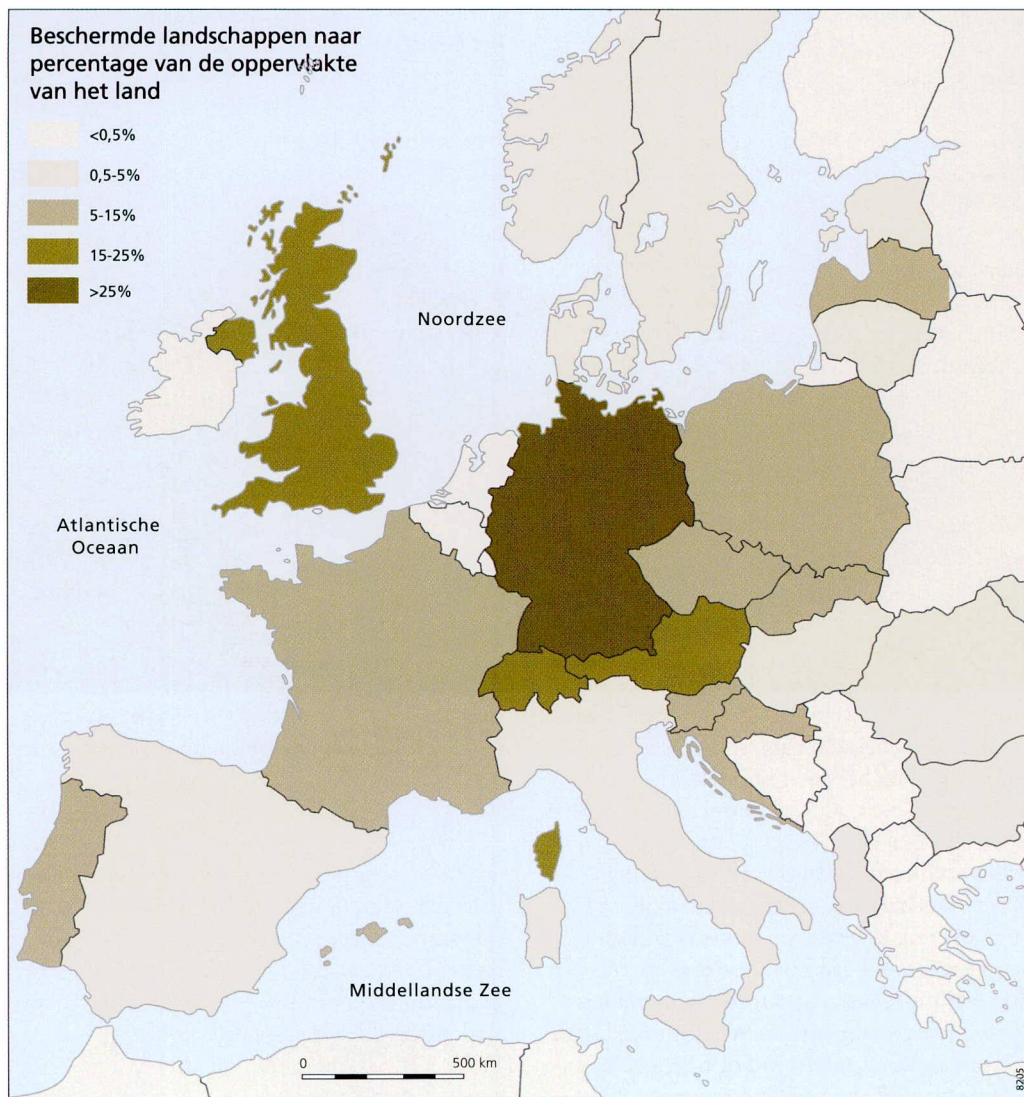 Beschermde landschappen naar
percentage van de oppervlakte
van het land
<0,5%
0,5-5%
5-15%
15-25%
>25%
Noordzee
Atlantische
Oceaan
Middellandse Zee
0 500 km
8205